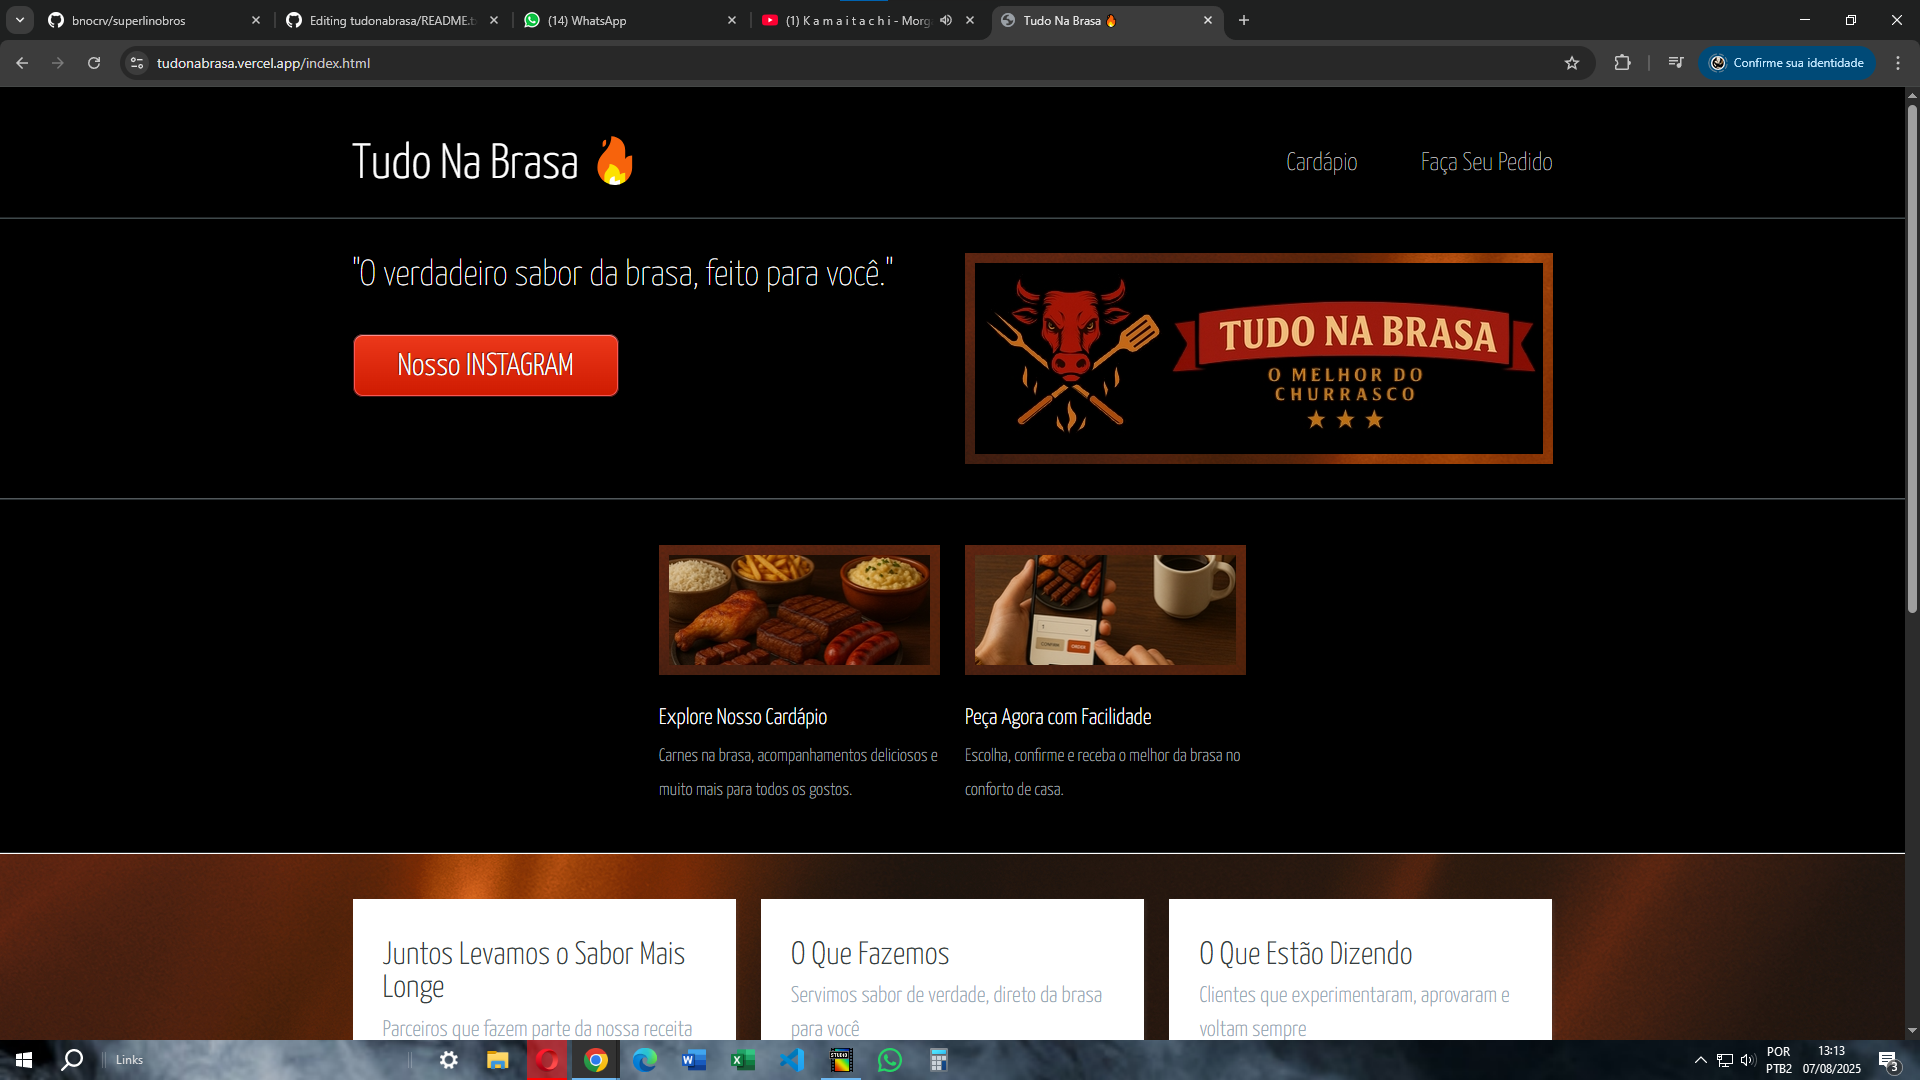 bnocrv/superlinobros
Editing tudonabrasa/README.t
(14) WhatsApp
(1) K a m a i t a c h i - Morg
Tudo Na Brasa 🔥
tudonabrasa.vercel.app/index.html
Confirme sua identidade
Tudo Na Brasa 🔥
Cardápio
Faça Seu Pedido
"O verdadeiro sabor da brasa, feito para você."
Nosso INSTAGRAM
TUDO NA BRASA
O MELHOR DO
CHURRASCO
Explore Nosso Cardápio
Carnes na brasa, acompanhamentos deliciosos e
muito mais para todos os gostos.
Peça Agora com Facilidade
Escolha, confirme e receba o melhor da brasa no
conforto de casa.
Juntos Levamos o Sabor Mais
Longe
Parceiros que fazem parte da nossa receita
O Que Fazemos
Servimos sabor de verdade, direto da brasa
para você
O Que Estão Dizendo
Clientes que experimentaram, aprovaram e
voltam sempre
Links
POR
PTB2
13:13
07/08/2025
3